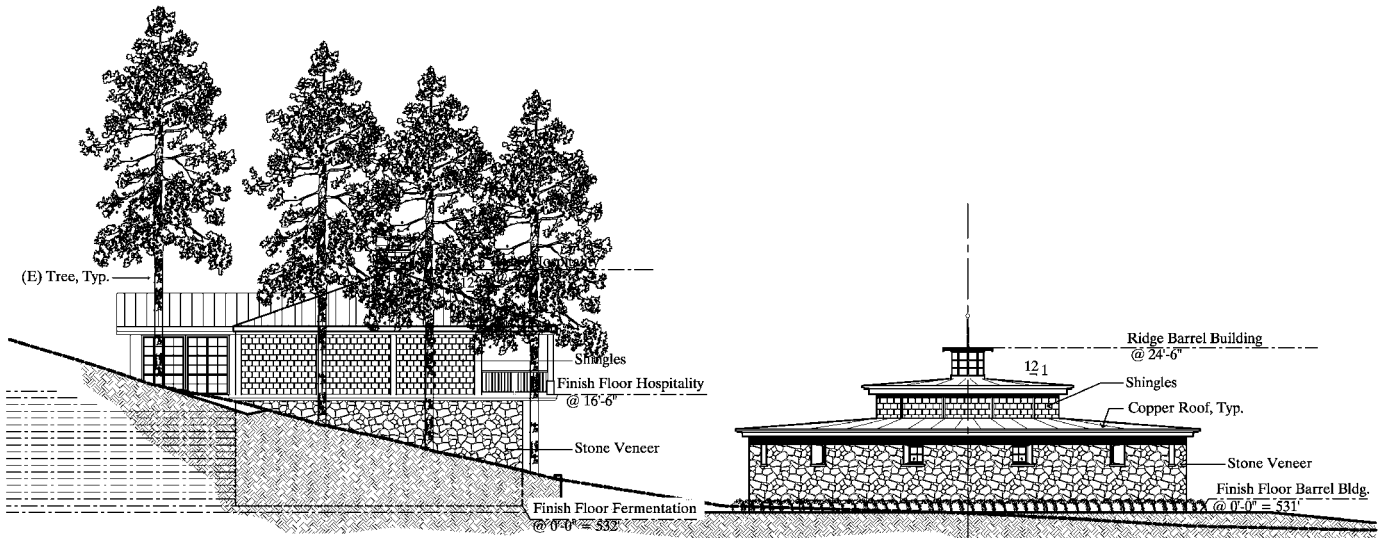 (E) Tree, Typ.
12
Shingles
Finish Floor Hospitality
@ 16'-6"
Stone Veneer
Finish Floor Fermentation
@ 0'-0" = 532'
Ridge Barrel Building
@ 24'-6"
12
1
Shingles
Copper Roof, Typ.
Stone Veneer
Finish Floor Barrel Bldg.
@ 0'-0" = 531'